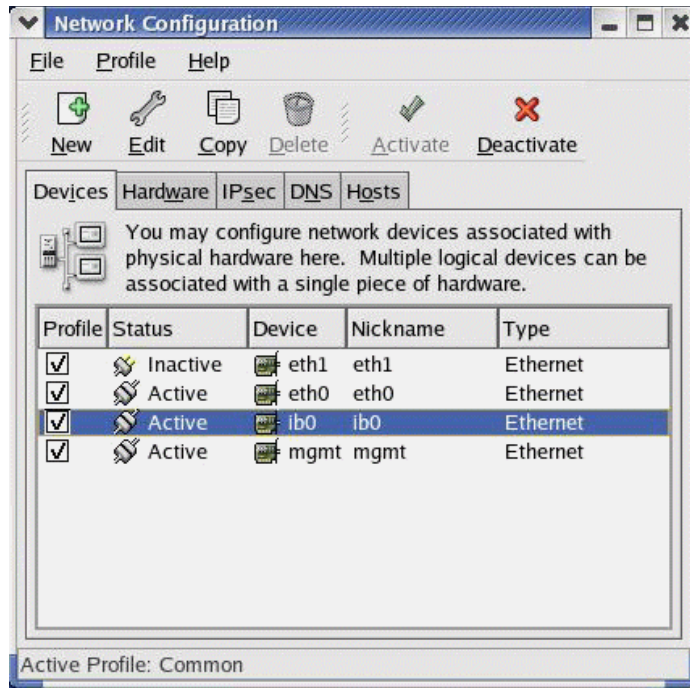 Network Configuration
File Profile Help
New Edit Copy Delete Activate Deactivate
Devices Hardware IPsec DNS Hosts
You may configure network devices associated with
physical hardware here. Multiple logical devices can be
associated with a single piece of hardware.
Profile Status Device Nickname Type
Inactive eth1 eth1 Ethernet
Active eth0 eth0 Ethernet
Active ib0 ib0 Ethernet
Active mgmt mgmt Ethernet
Active Profile: Common